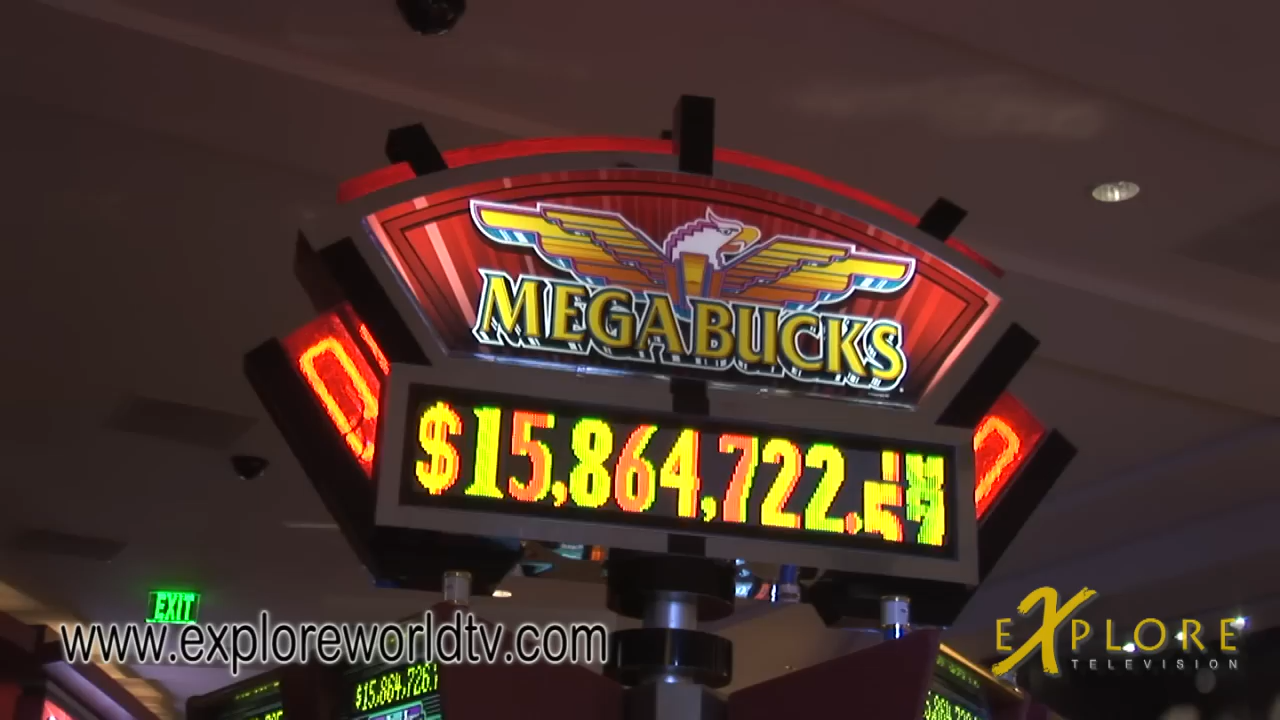 MEGABUCKS
$15,864,722.
EXIT
www.exploreworldtv.com
EXPLORE
TELEVISION
$15,864,726.